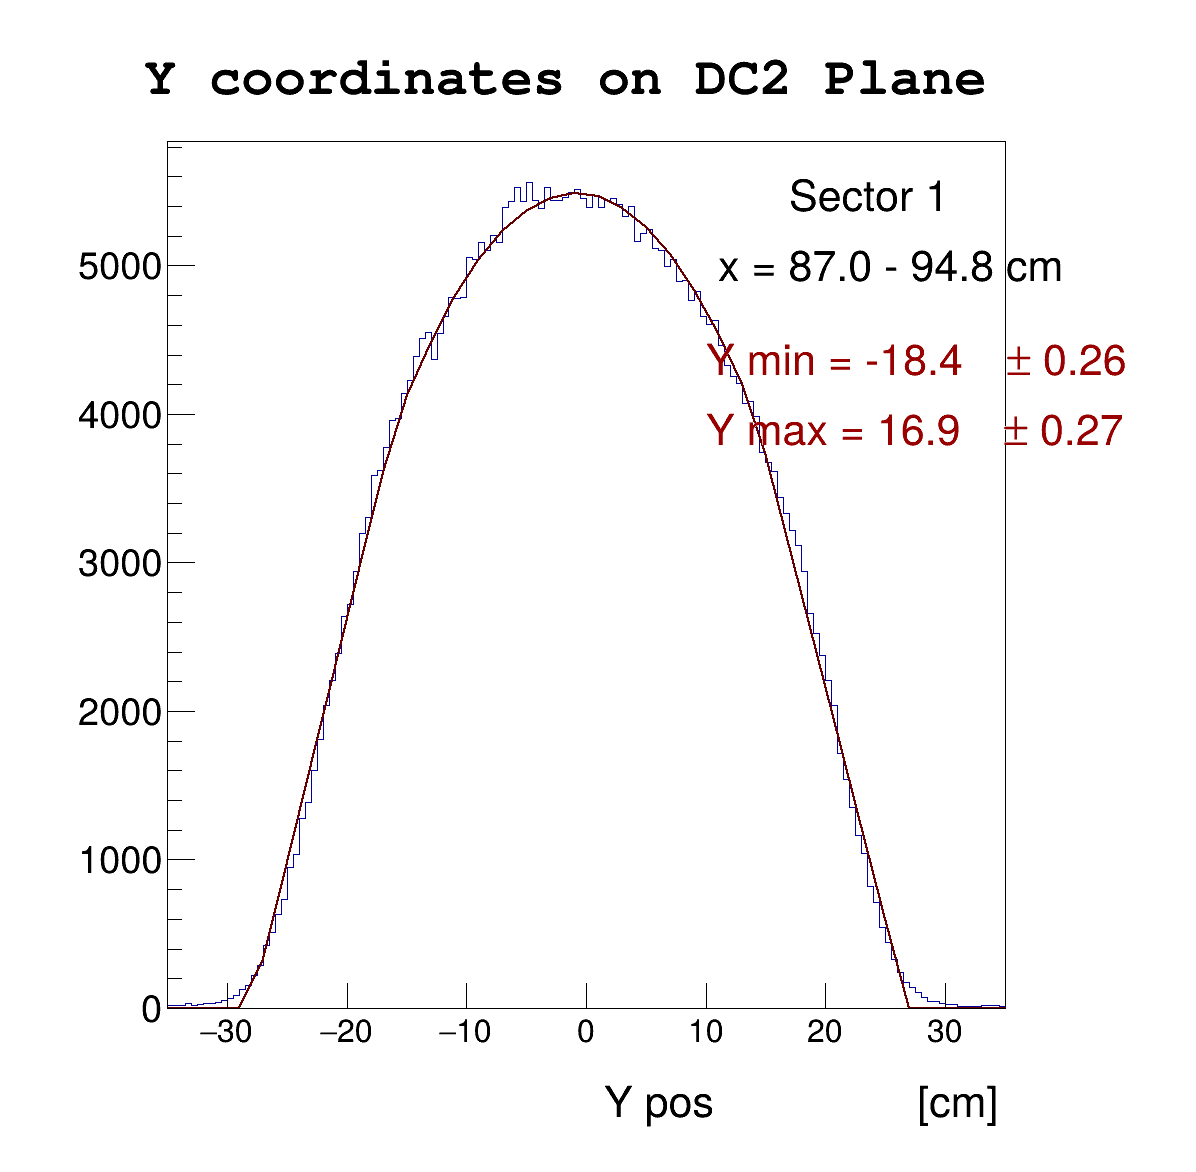 Y coordinates on DC2 Plane
Sector 1
x = 87.0 - 94.8 cm
Y min = -18.4 ± 0.26
Y max = 16.9 ± 0.27
5000
4000
3000
2000
1000
0
−30 −20 −10 0 10 20 30
Y pos [cm]